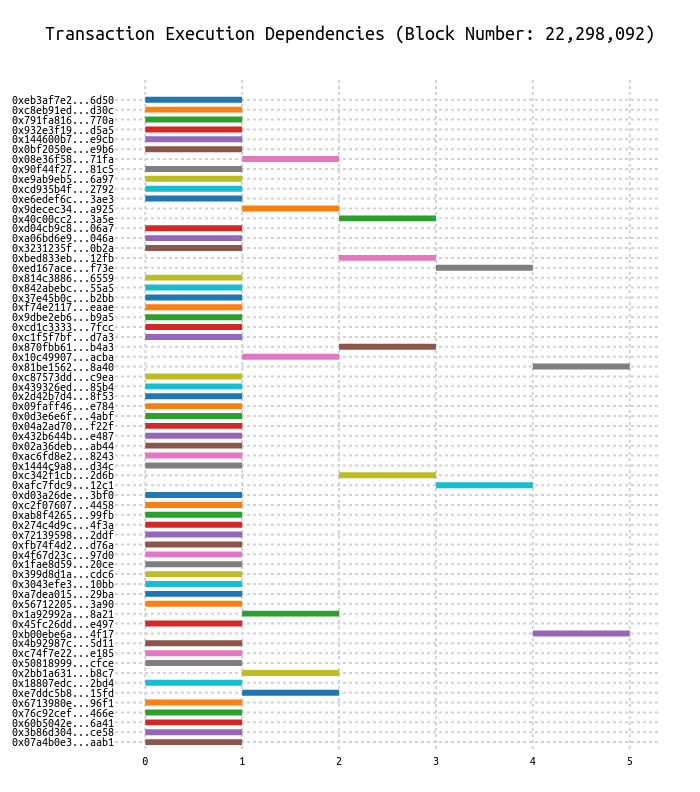 Transaction Execution Dependencies (Block Number: 22,298,092)
0xeb3af7e2...6d50
0xc8eb91ed...d30c
0x791fa816...770a
0x932e3f19...d5a5
0x144600b7...e9cb
0x0bf2050e...e9b6
0x08e36f58...71fa
0x90f44f27...81c5
0xe9ab9eb5...6a97
0xcd935b4f...2792
0xe6edef6c...3ae3
0x9decec34...a925
0x40c00cc2...3a5e
0xd04cb9c8...06a7
0xa06bd6e9...046a
0x3231235f...0b2a
0xbed833eb...12fb
0xed167ace...f73e
0x814c3886...6559
0x842abebc...55a5
0x37e45b0c...b2bb
0xf74e2117...eaae
0x9dbe2eb6...b9a5
0xcd1c3333...7fcc
0xc1f5f7bf...d7a3
0x870fbb61...b4a3
0x10c49907...acba
0x81be1562...8a40
0xc87573dd...c9ea
0x439326ed...85b4
0x2d42b7d4...8f53
0x09faff46...e784
0x0d3e6e6f...4abf
0x04a2ad70...f22f
0x432b644b...e487
0x02a36deb...ab44
0xac6fd8e2...8243
0x1444c9a8...d34c
0xc342f1cb...2d6b
0xafc7fdc9...12c1
0xd03a26de...3bf0
0xc2f07607...4458
0xab8f4265...99fb
0x274c4d9c...4f3a
0x72139598...2ddf
0xfb74f4d2...d76a
0x4f67d23c...97d0
0x1fae8d59...20ce
0x399d8d1a...cdc6
0x3043efe3...10bb
0xa7dea015...29ba
0x56712205...3a90
0x1a92992a...8a21
0x45fc26dd...e497
0xb00ebe6a...4f17
0x4b92987c...5d11
0xc74f7e22...e185
0x50818999...cfce
0x2bb1a631...b8c7
0x18807edc...2bd4
0xe7ddc5b8...15fd
0x6713980e...96f1
0x76c92cef...466e
0x60b5042e...6a41
0x3b86d304...ce58
0x07a4b0e3...aab1
0 1 2 3 4 5